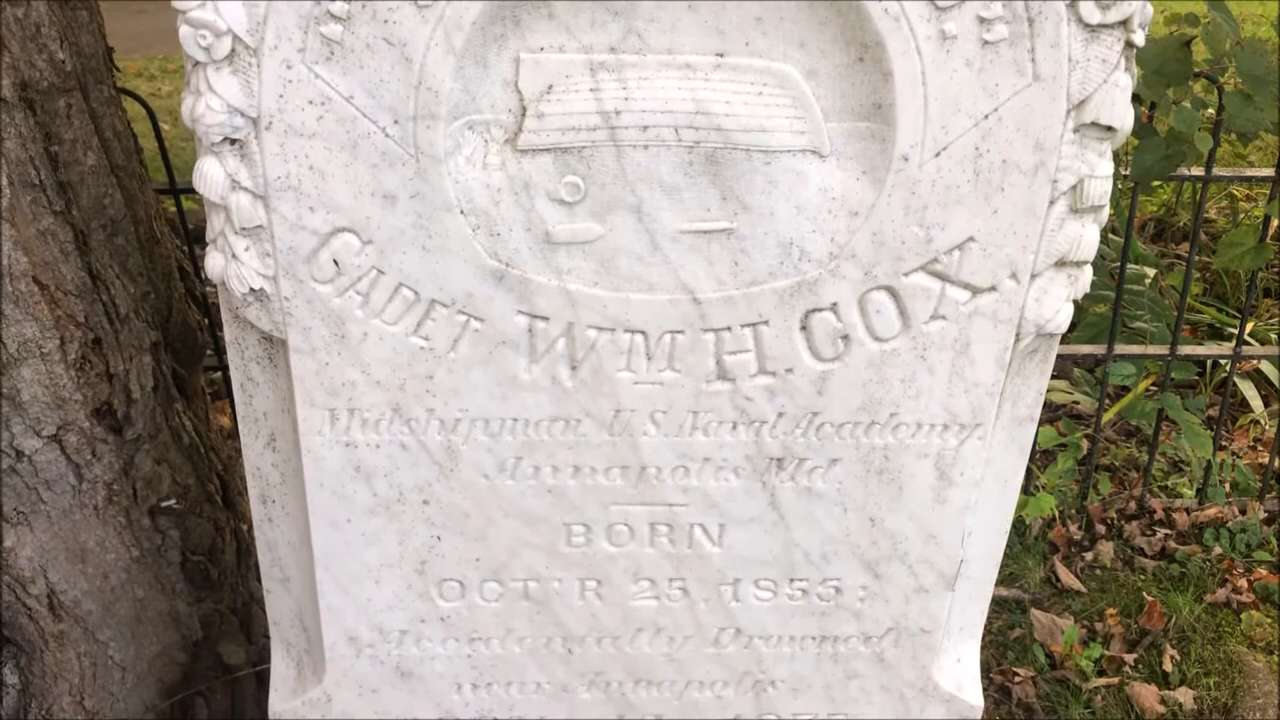 CADET WM H. COX,
Midshipman U.S. Naval Academy,
Annapolis Md.
BORN
OCT'R 25, 1855;
Accidentally Drowned
near Annapolis